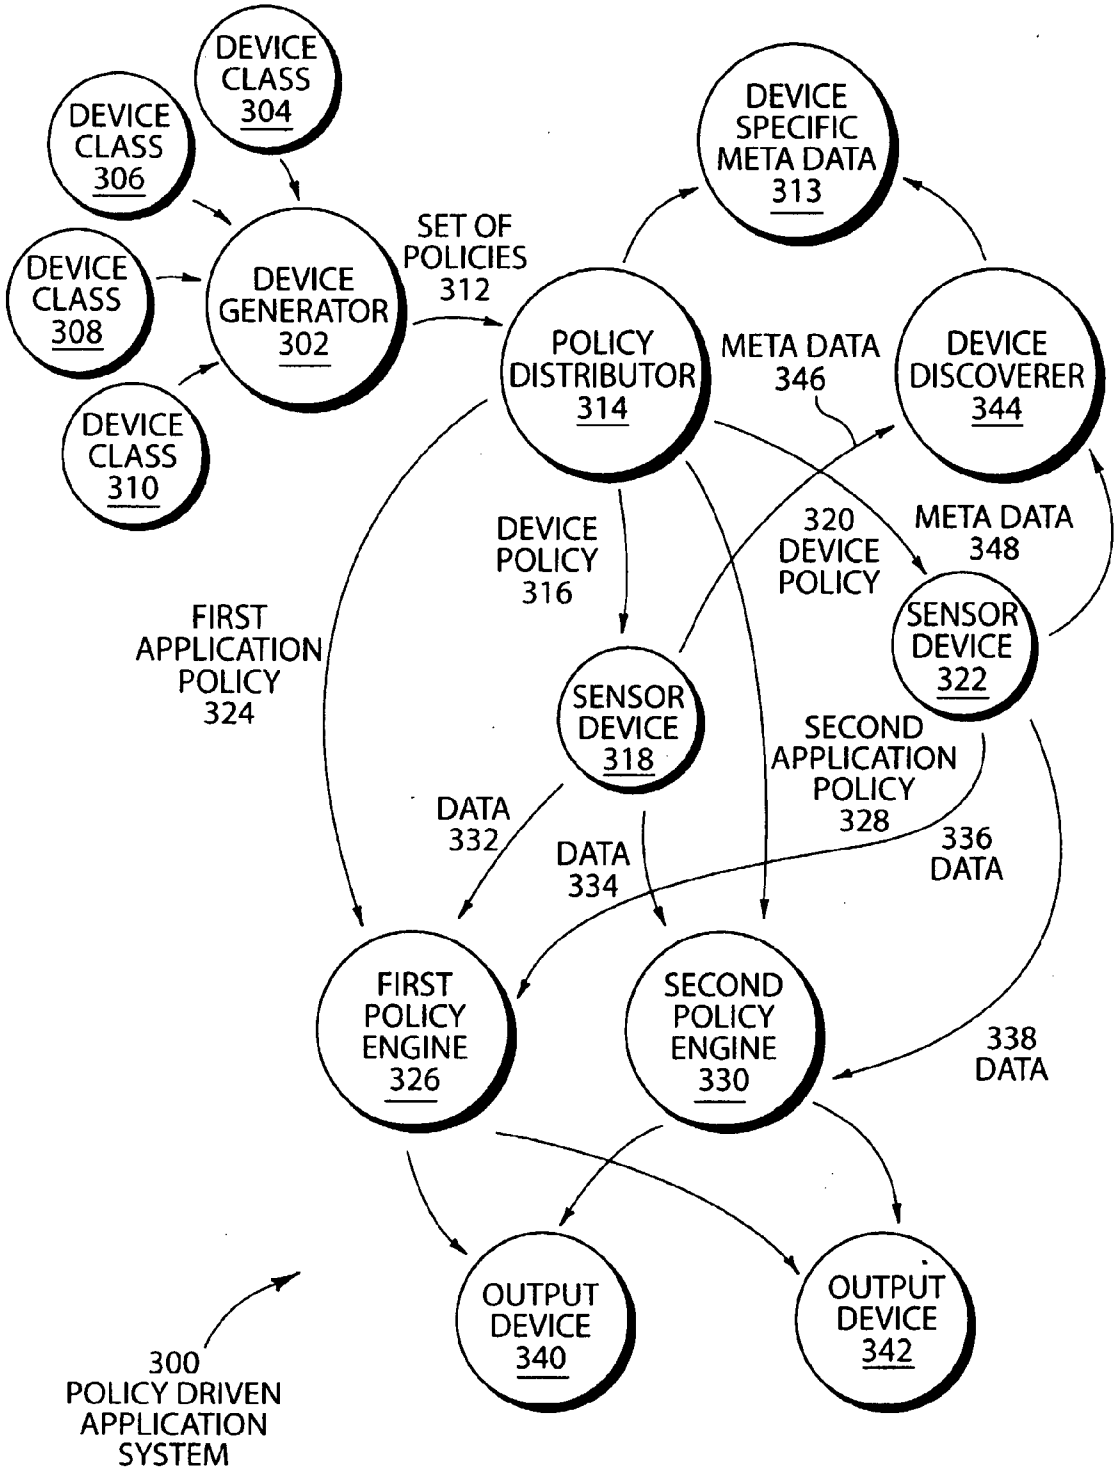 DEVICE
CLASS
304
DEVICE
CLASS
306
DEVICE
CLASS
308
DEVICE
CLASS
310
DEVICE
GENERATOR
302
SET OF
POLICIES
312
DEVICE
SPECIFIC
META DATA
313
POLICY
DISTRIBUTOR
314
META DATA
346
DEVICE
DISCOVERER
344
DEVICE
POLICY
316
320
DEVICE
POLICY
META DATA
348
FIRST
APPLICATION
POLICY
324
SENSOR
DEVICE
318
SENSOR
DEVICE
322
SECOND
APPLICATION
POLICY
328
DATA
332
DATA
334
336
DATA
FIRST
POLICY
ENGINE
326
SECOND
POLICY
ENGINE
330
338
DATA
OUTPUT
DEVICE
340
OUTPUT
DEVICE
342
300
POLICY DRIVEN
APPLICATION
SYSTEM